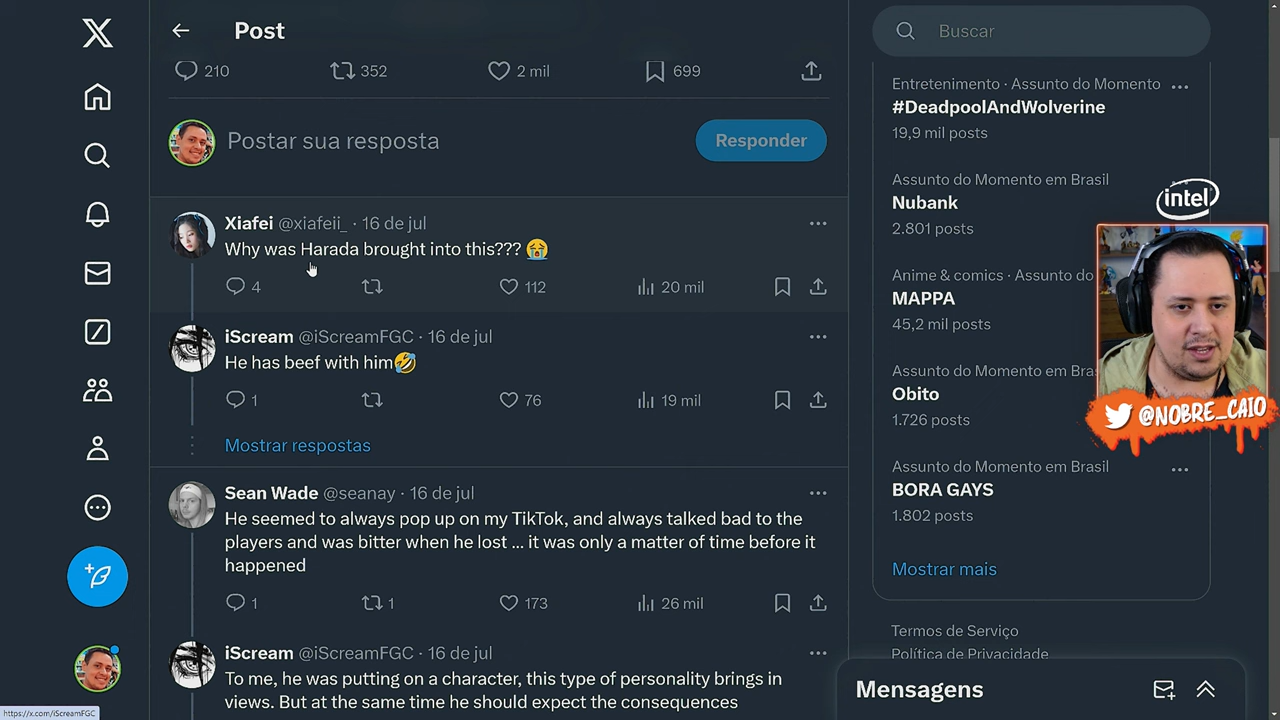 Post
Buscar
210
352
2 mil
699
Postar sua resposta
Responder
Xiafei @xiafeii_ · 16 de jul
Why was Harada brought into this??? 😭
4
112
20 mil
iScream @iScreamFGC · 16 de jul
He has beef with him🤣
1
76
19 mil
Mostrar respostas
Sean Wade @seanay · 16 de jul
He seemed to always pop up on my TikTok, and always talked bad to the
players and was bitter when he lost ... it was only a matter of time before it
happened
1
1
173
26 mil
iScream @iScreamFGC · 16 de jul
To me, he was putting on a character, this type of personality brings in
views. But at the same time he should expect the consequences
Entretenimento · Assunto do Momento
#DeadpoolAndWolverine
19,9 mil posts
Assunto do Momento em Brasil
Nubank
2.801 posts
Anime & comics · Assunto do
MAPPA
45,2 mil posts
Assunto do Momento em Bras
Obito
1.726 posts
Assunto do Momento em Brasil
BORA GAYS
1.802 posts
Mostrar mais
Termos de Serviço
Política de Privacidade
Mensagens
intel
@NOBRE_CAIO
https://x.com/iScreamFGC